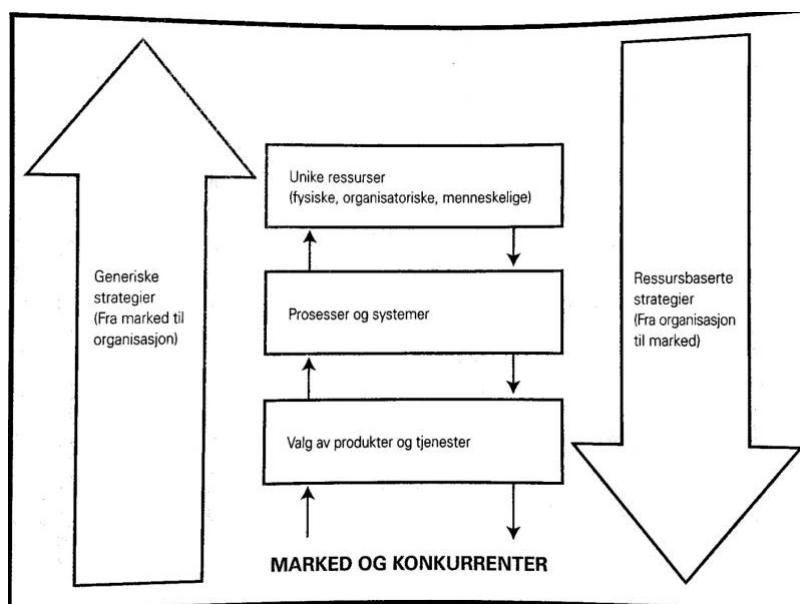 Unike ressurser
(fysiske, organisatoriske, menneskelige)
Generiske
strategier
(Fra marked til
organisasjon)
Prosesser og systemer
Ressursbaserte
strategier
(Fra organisasjon
til marked)
Valg av produkter og tjenester
MARKED OG KONKURRENTER